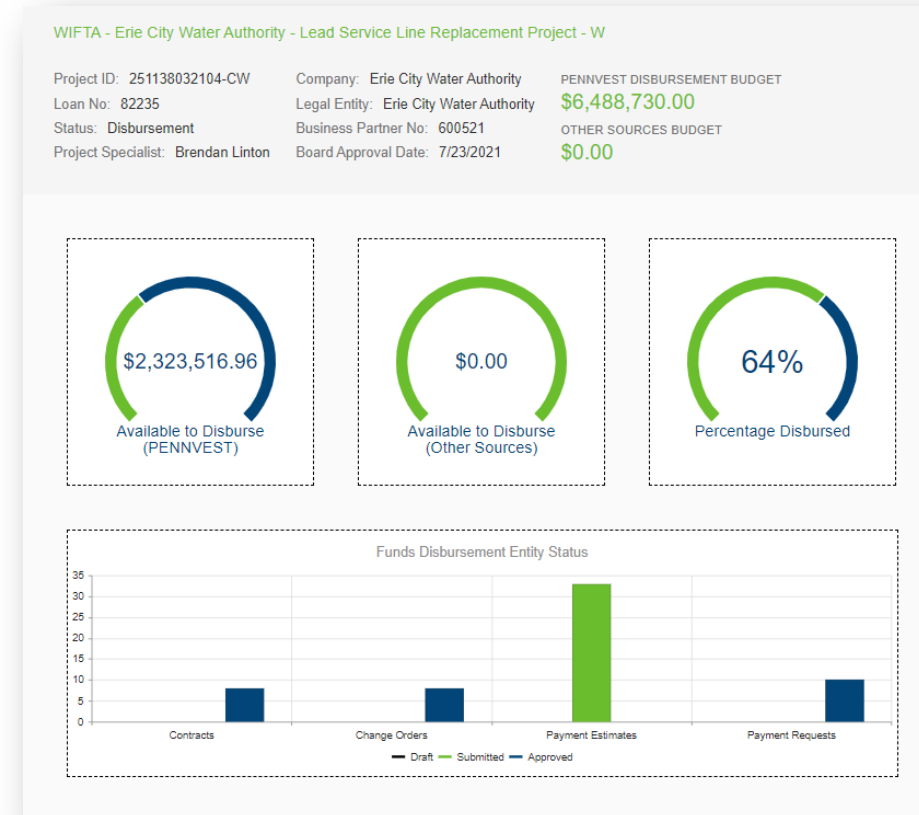 WIFTA - Erie City Water Authority - Lead Service Line Replacement Project - W
Project ID: 251138032104-CW
Loan No: 82235
Status: Disbursement
Project Specialist: Brendan Linton
Company: Erie City Water Authority
Legal Entity: Erie City Water Authority
Business Partner No: 600521
Board Approval Date: 7/23/2021
PENNVEST DISBURSEMENT BUDGET
$6,488,730.00
OTHER SOURCES BUDGET
$0.00
$2,323,516.96
Available to Disburse
(PENNVEST)
$0.00
Available to Disburse
(Other Sources)
64%
Percentage Disbursed
Funds Disbursement Entity Status
35
30
25
20
15
10
5
0
Contracts Change Orders Payment Estimates Payment Requests
Draft Submitted Approved